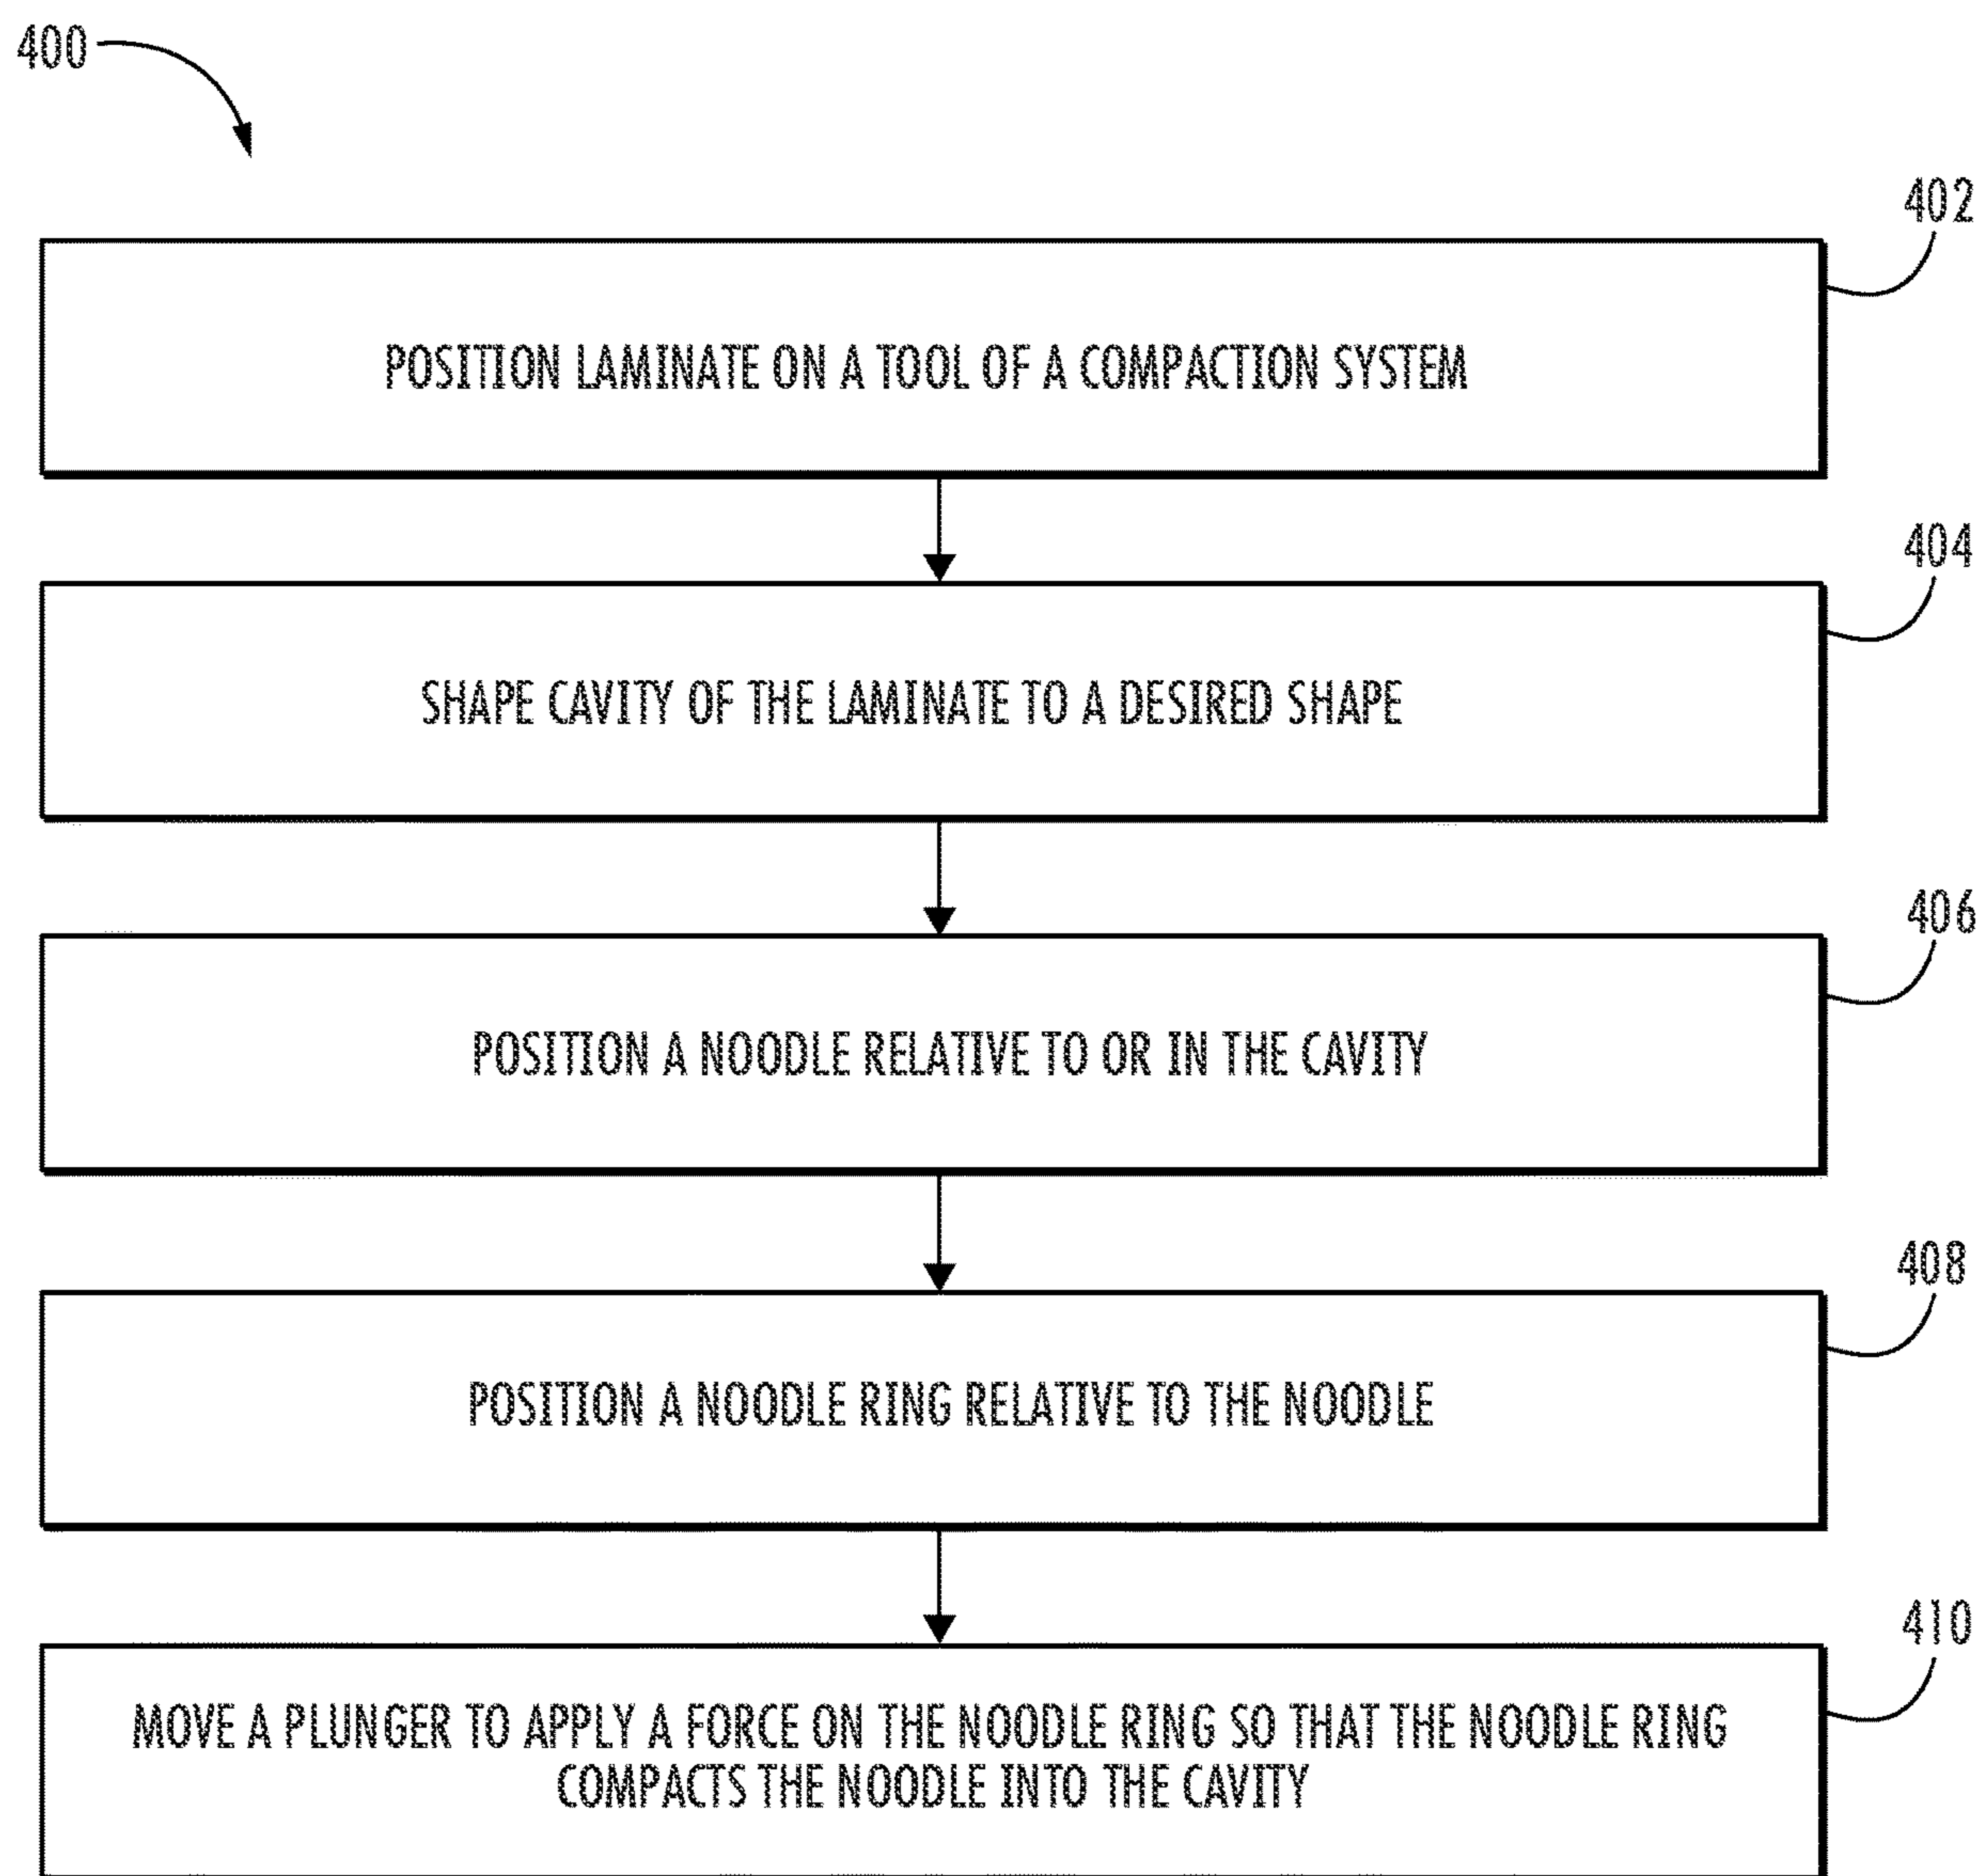 400
402
POSITION LAMINATE ON A TOOL OF A COMPACTION SYSTEM
404
SHAPE CAVITY OF THE LAMINATE TO A DESIRED SHAPE
406
POSITION A NOODLE RELATIVE TO OR IN THE CAVITY
408
POSITION A NOODLE RING RELATIVE TO THE NOODLE
410
MOVE A PLUNGER TO APPLY A FORCE ON THE NOODLE RING SO THAT THE NOODLE RING
COMPACTS THE NOODLE INTO THE CAVITY